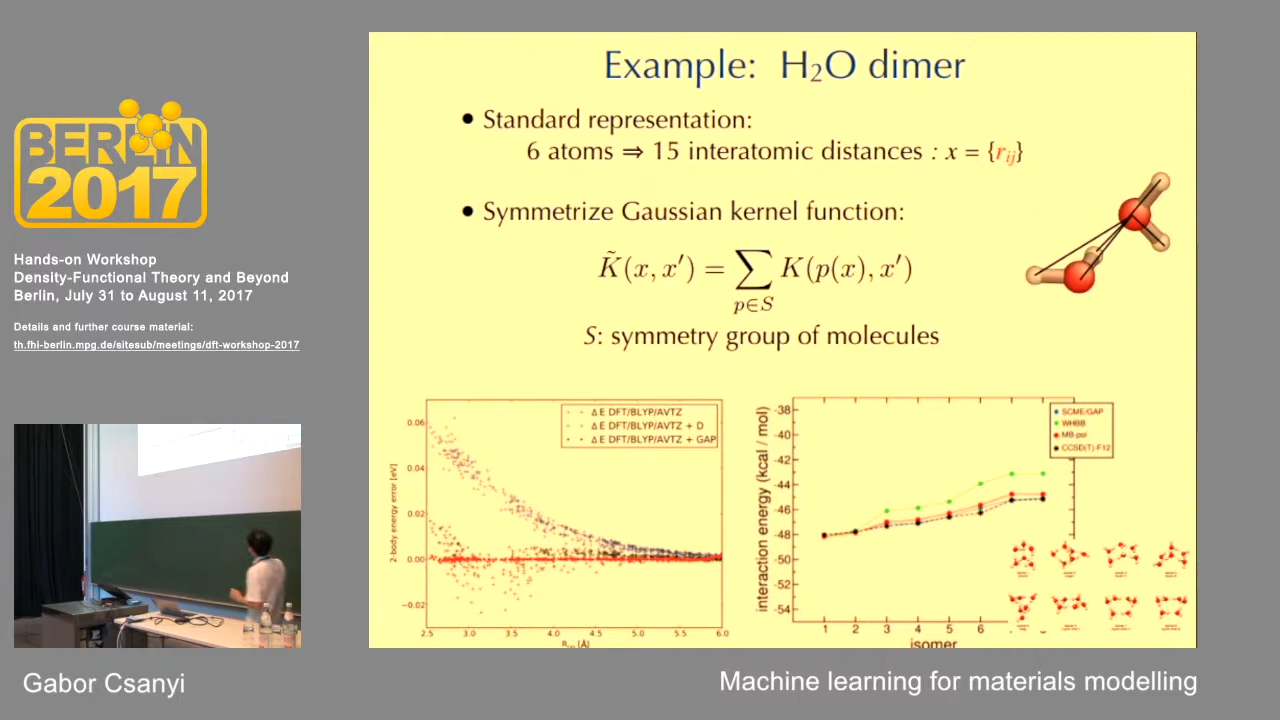 BERLIN
2017
Hands-on Workshop
Density-Functional Theory and Beyond
Berlin, July 31 to August 11, 2017
Details and further course material:
th.fhi-berlin.mpg.de/sitesub/meetings/dft-workshop-2017
Example: H₂O dimer
• Standard representation:
6 atoms ⇒ 15 interatomic distances : x = {r_ij}
• Symmetrize Gaussian kernel function:
K̃(x, x′) = ∑ K(p(x), x′)
p∈S
S: symmetry group of molecules
2-body energy error [eV]
0.06
0.04
0.02
0.00
−0.02
2.5 3.0 3.5 4.0 4.5 5.0 5.5 6.0
Δ E DFT/BLYP/AVTZ
Δ E DFT/BLYP/AVTZ + D
Δ E DFT/BLYP/AVTZ + GAP
interaction energy (kcal / mol)
-38
-40
-42
-44
-46
-48
-50
-52
-54
1 2 3 4 5 6
isomer
SCME/GAP
WHBB
MB-pol
CCSD(T)-F12
Gabor Csanyi
Machine learning for materials modelling